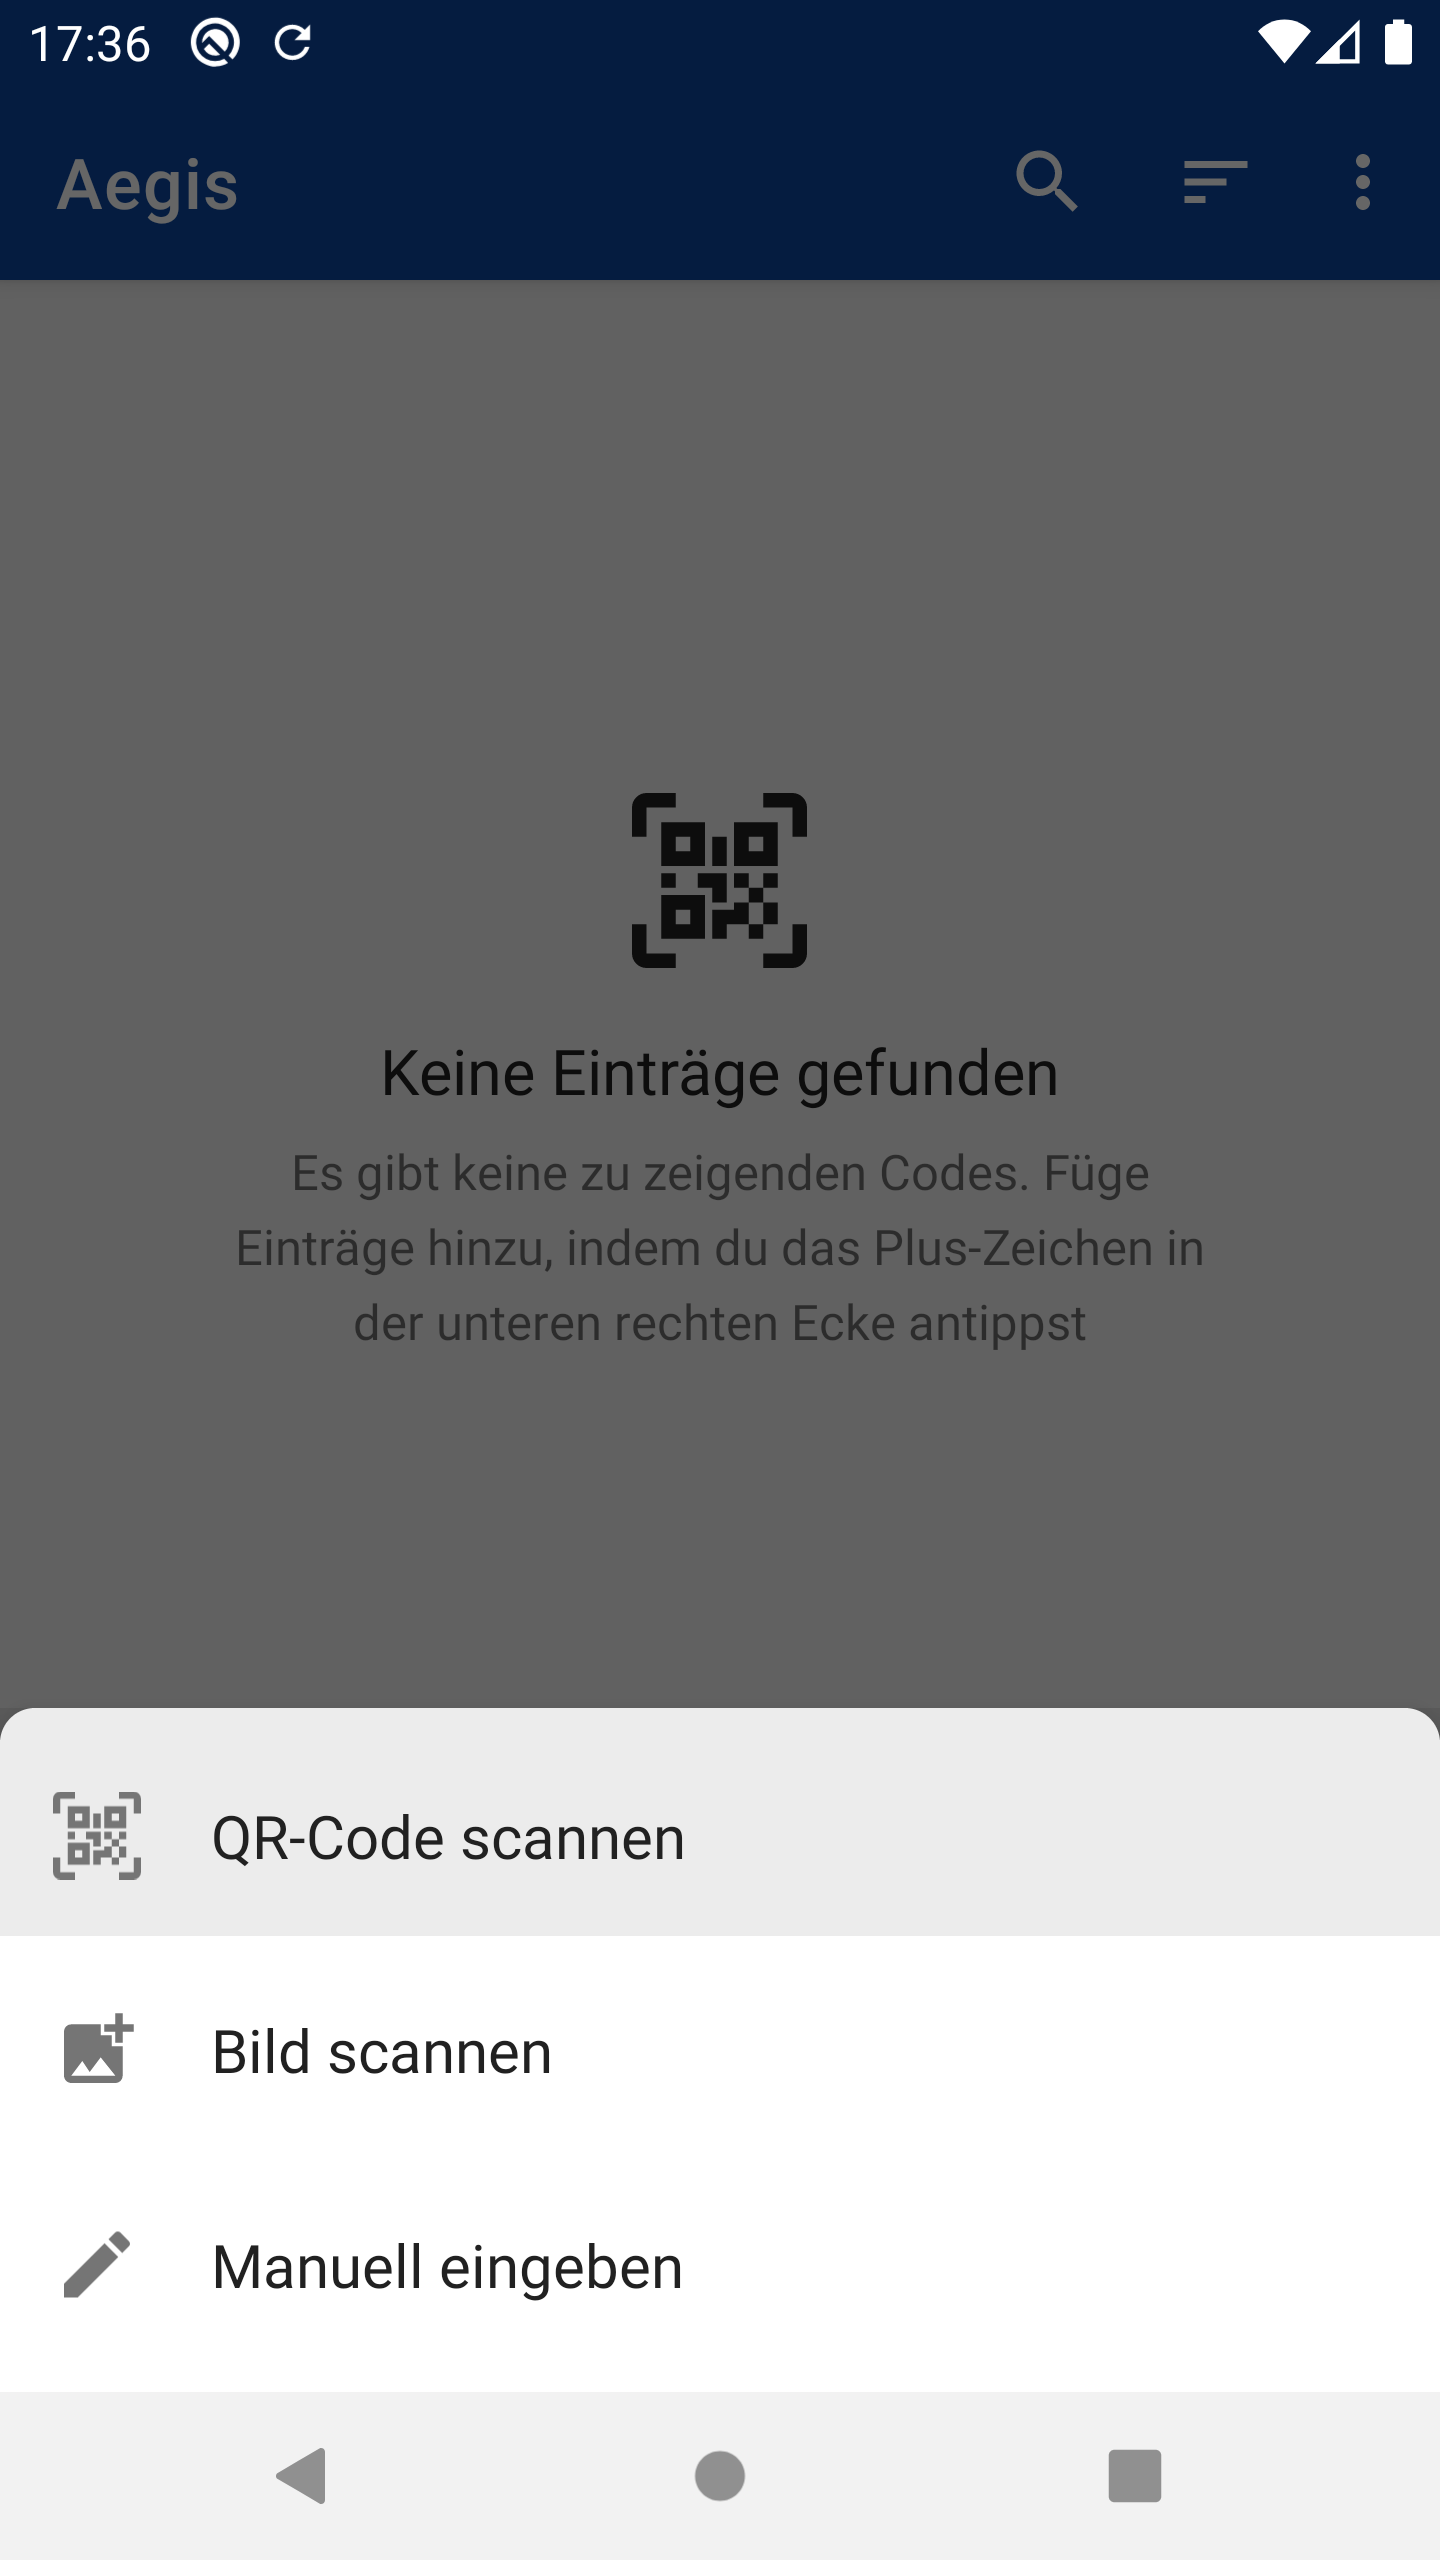 17:36
Aegis
Keine Einträge gefunden
Es gibt keine zu zeigenden Codes. Füge
Einträge hinzu, indem du das Plus-Zeichen in
der unteren rechten Ecke antippst
QR-Code scannen
Bild scannen
Manuell eingeben